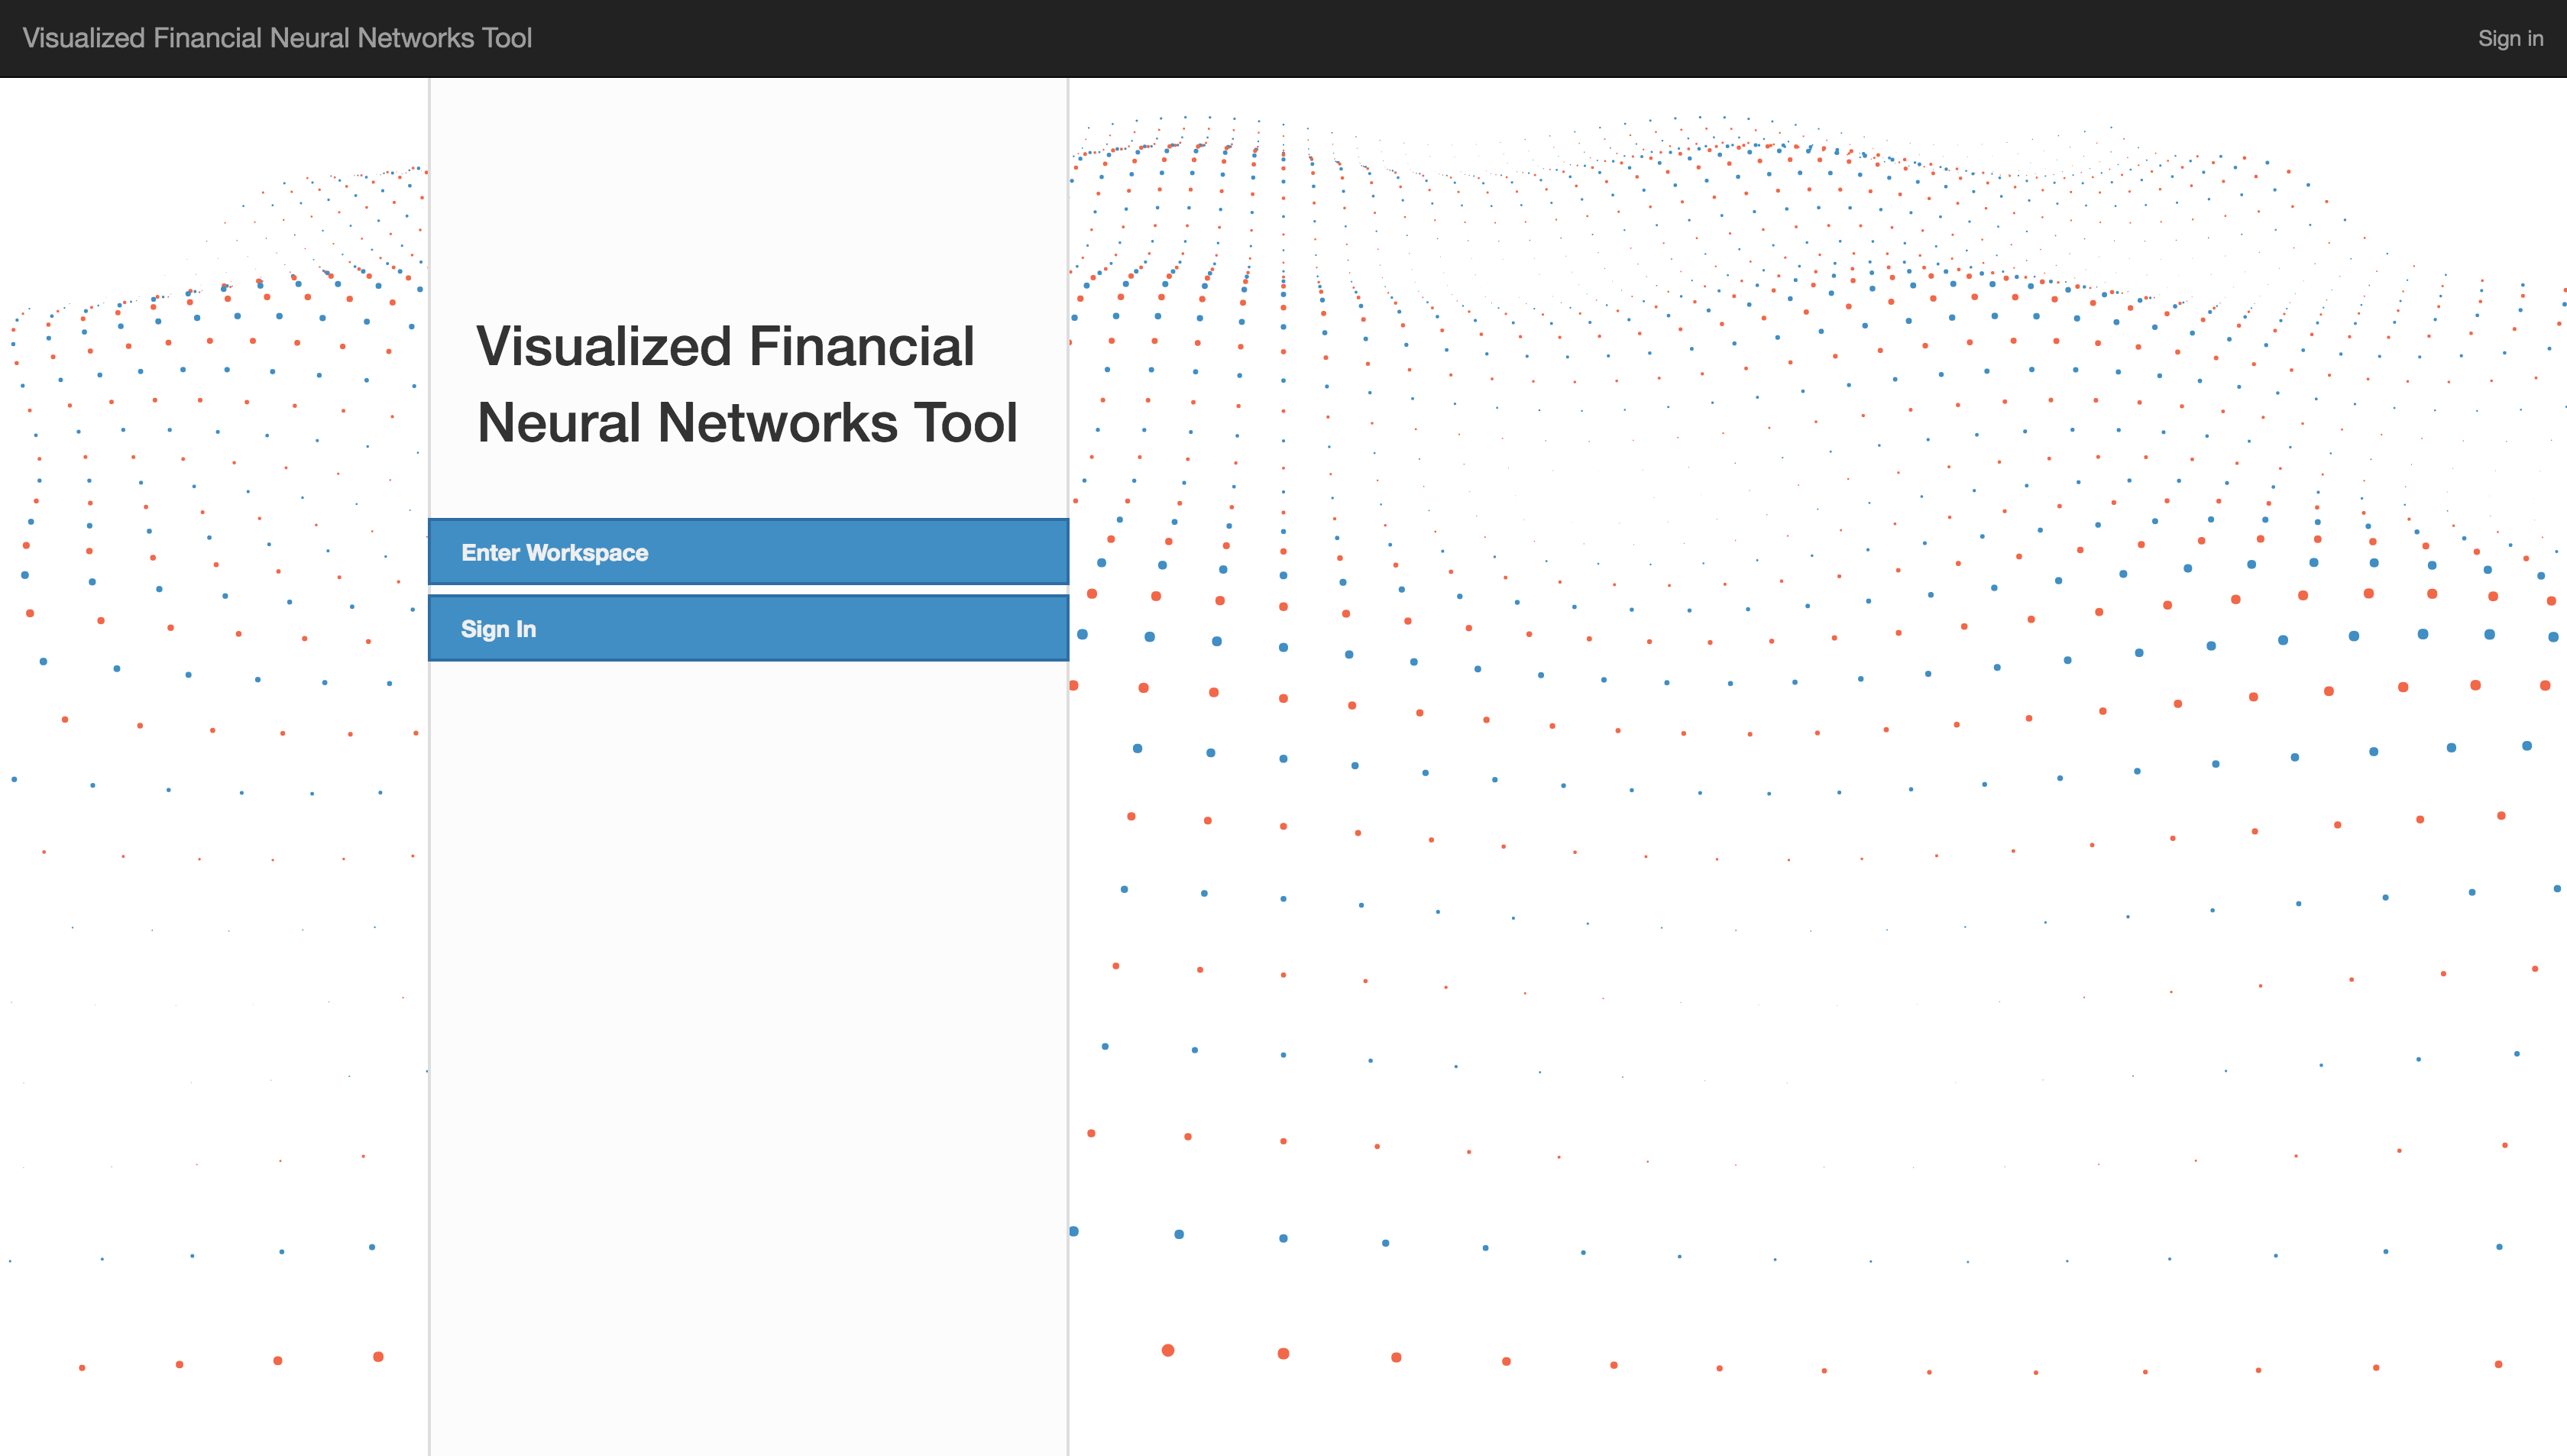 Visualized Financial Neural Networks Tool
Sign in
Visualized Financial
Neural Networks Tool
Enter Workspace
Sign In